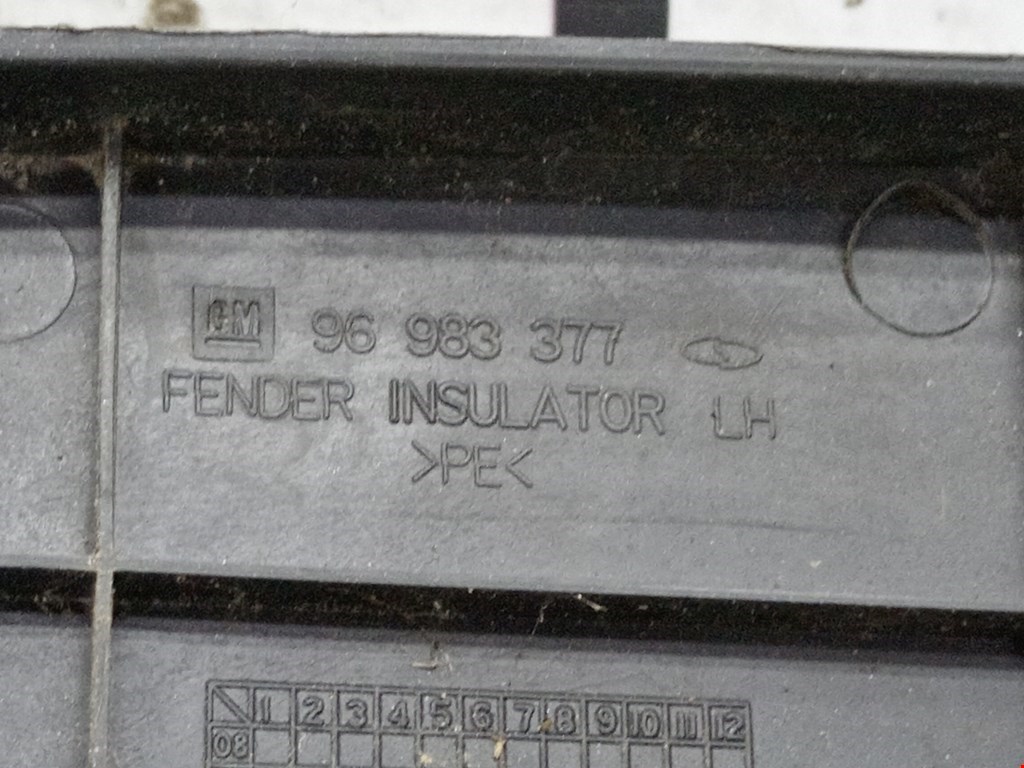 GM 96 983 377
FENDER INSULATOR LH
>PE<
1 2 3 4 5 6 7 8 9 10 11 12
08